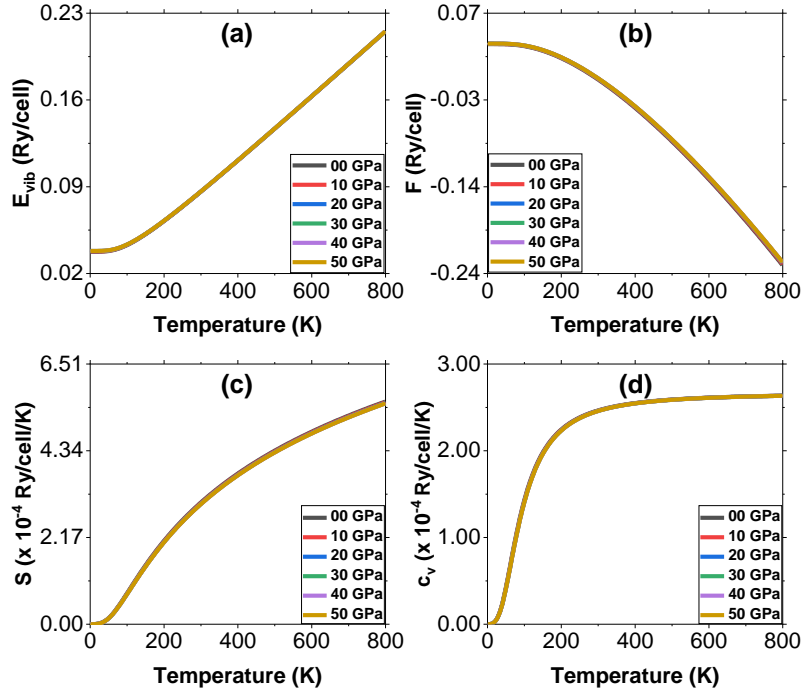 (a)
0.23
0.16
0.09
0.02
E_vib (Ry/cell)
00 GPa
10 GPa
20 GPa
30 GPa
40 GPa
50 GPa
0 200 400 600 800
Temperature (K)
(b)
0.07
-0.03
-0.14
-0.24
F (Ry/cell)
00 GPa
10 GPa
20 GPa
30 GPa
40 GPa
50 GPa
0 200 400 600 800
Temperature (K)
(c)
6.51
4.34
2.17
0.00
S (x 10⁻⁴ Ry/cell/K)
00 GPa
10 GPa
20 GPa
30 GPa
40 GPa
50 GPa
0 200 400 600 800
Temperature (K)
(d)
3.00
2.00
1.00
0.00
c_v (x 10⁻⁴ Ry/cell/K)
00 GPa
10 GPa
20 GPa
30 GPa
40 GPa
50 GPa
0 200 400 600 800
Temperature (K)